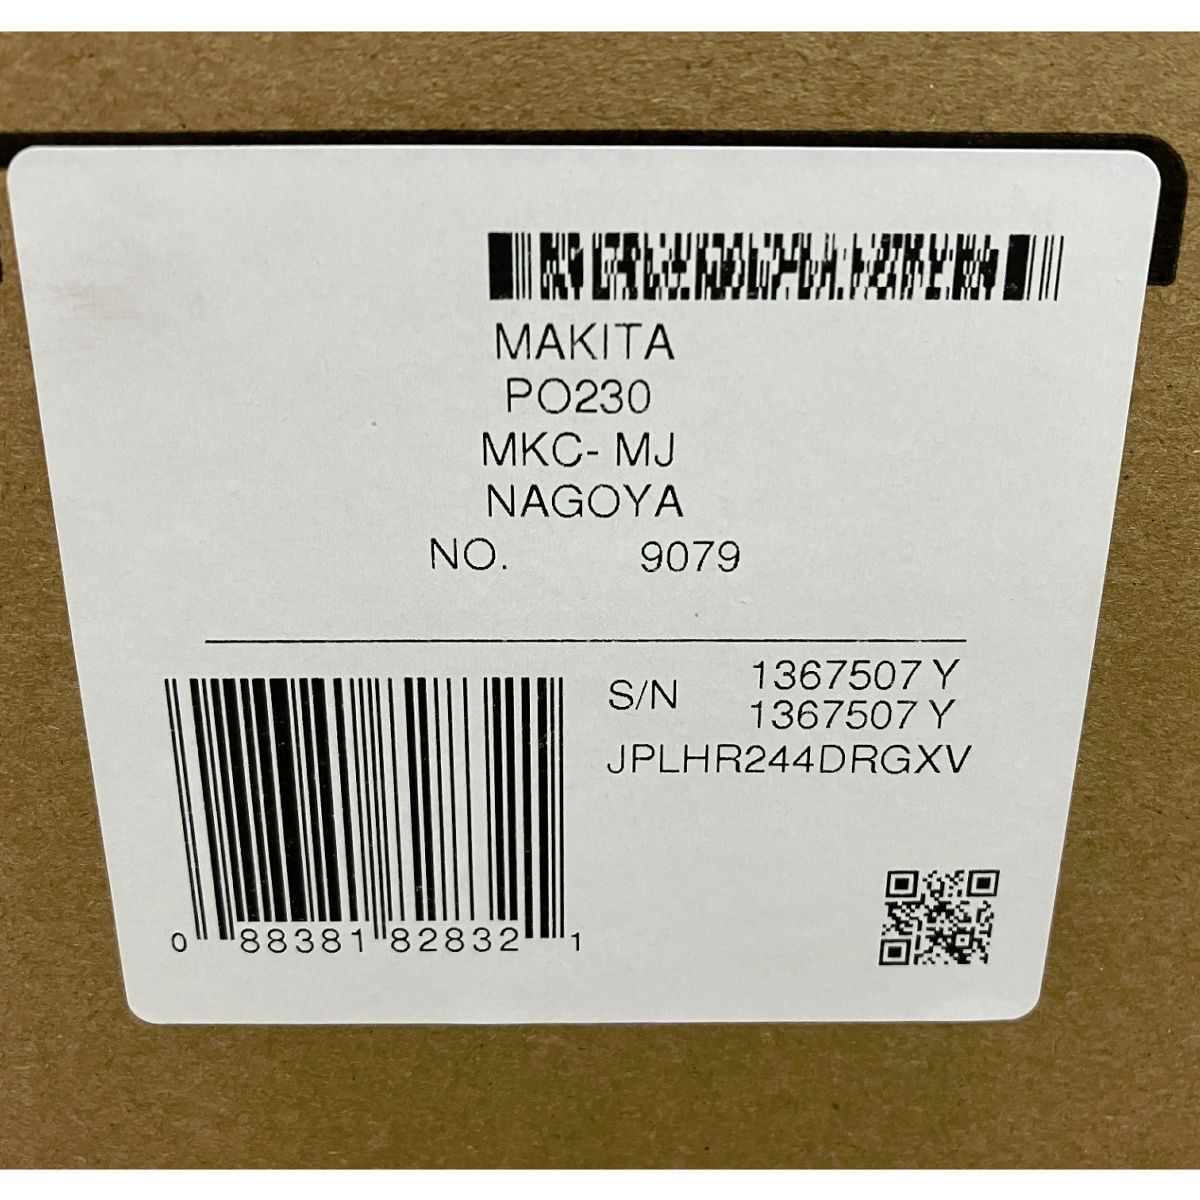 MAKITA
PO230
MKC- MJ
NAGOYA
NO. 9079
S/N 1367507 Y
1367507 Y
JPLHR244DRGXV
0 88381 82832 1